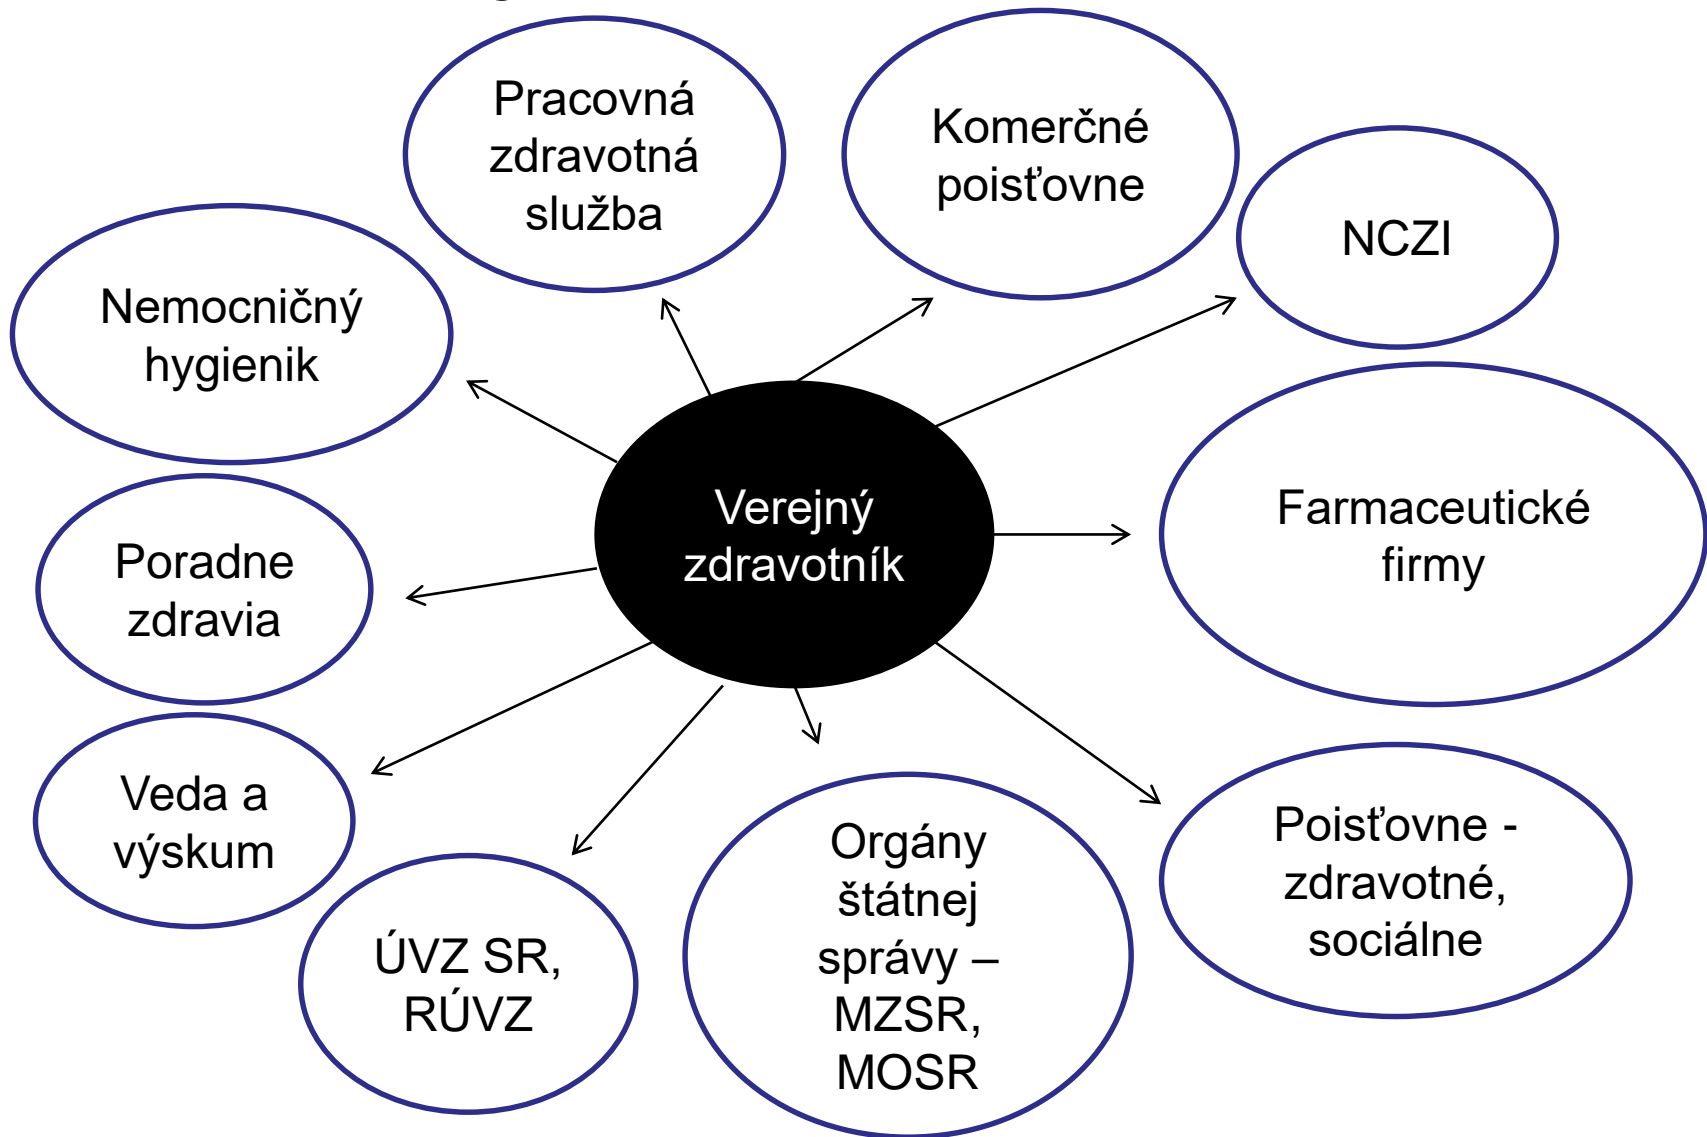 Pracovná
zdravotná
služba
Komerčné
poisťovne
NCZI
Nemocničný
hygienik
Verejný
zdravotník
Farmaceutické
firmy
Poradne
zdravia
Veda a
výskum
ÚVZ SR,
RÚVZ
Orgány
štátnej
správy –
MZSR,
MOSR
Poisťovne -
zdravotné,
sociálne